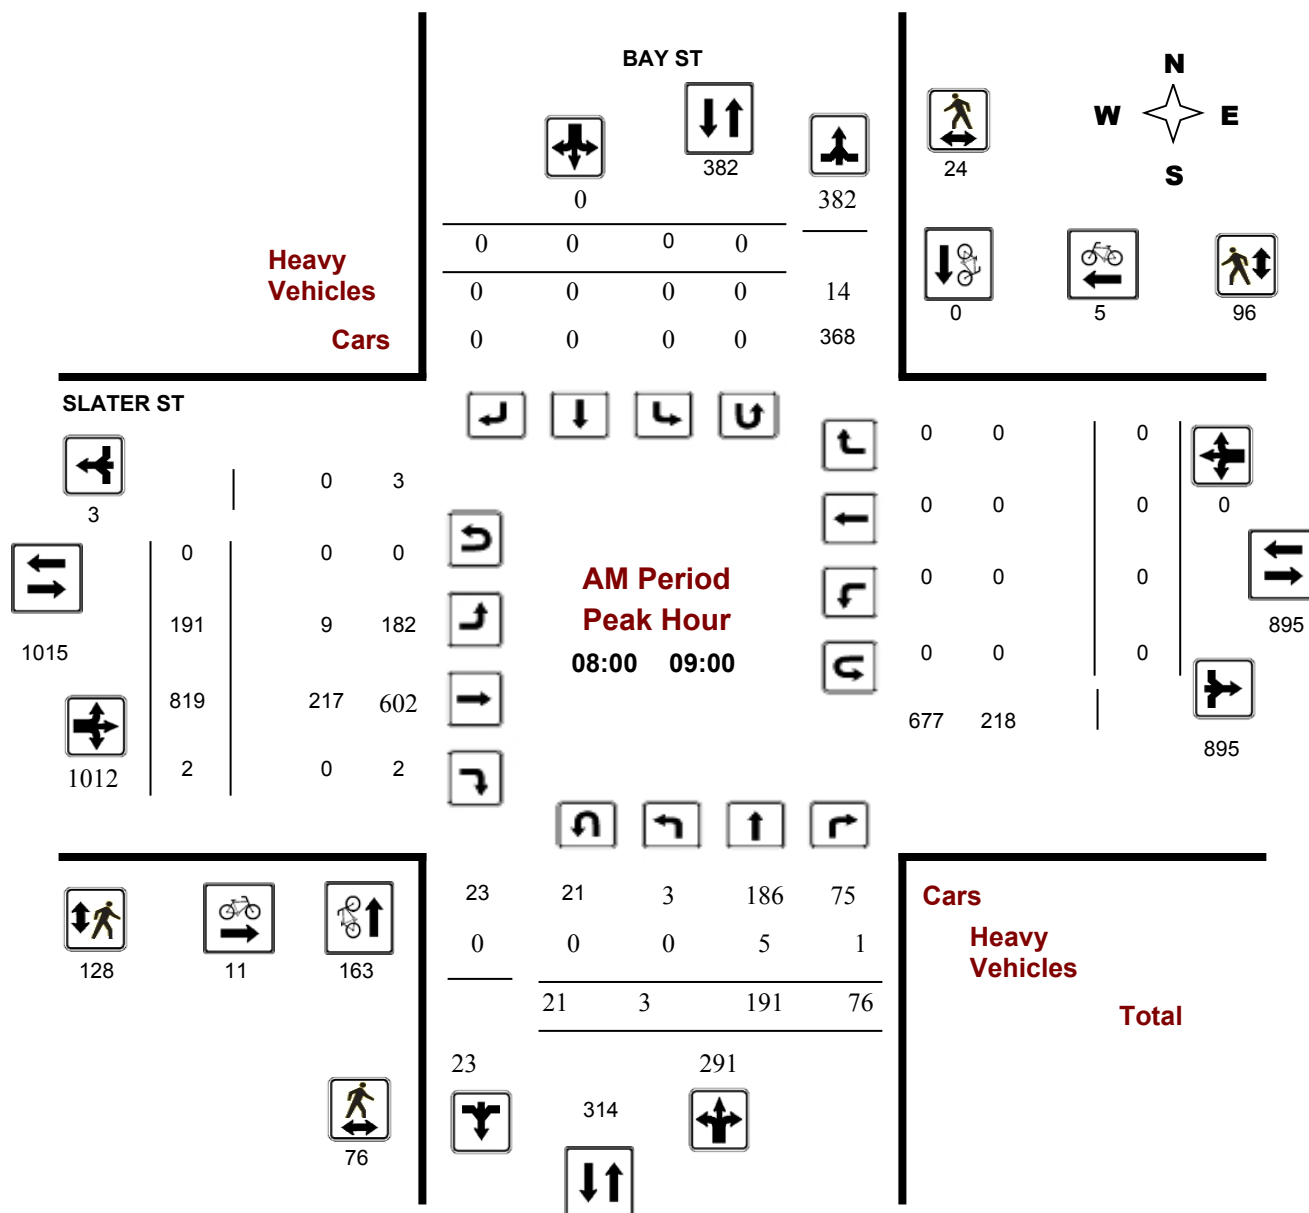 BAY ST
N
W E
S
382
24
0
382
0 0 0 0
Heavy
Vehicles
0 0 0 0 14
Cars
0 0 0 0 368
0 5 96
SLATER ST
0 0 0
0 3
3
0 0 0
0
0 0 0
AM Period
Peak Hour
08:00 09:00
0 0 0
191 9 182
1015
895
0 0 0
819 217 602
677 218
895
1012
2 0 2
23 21 3 186 75
Cars
0 0 0 5 1
Heavy
Vehicles
128 11 163
21 3 191 76
Total
23 291
314
76